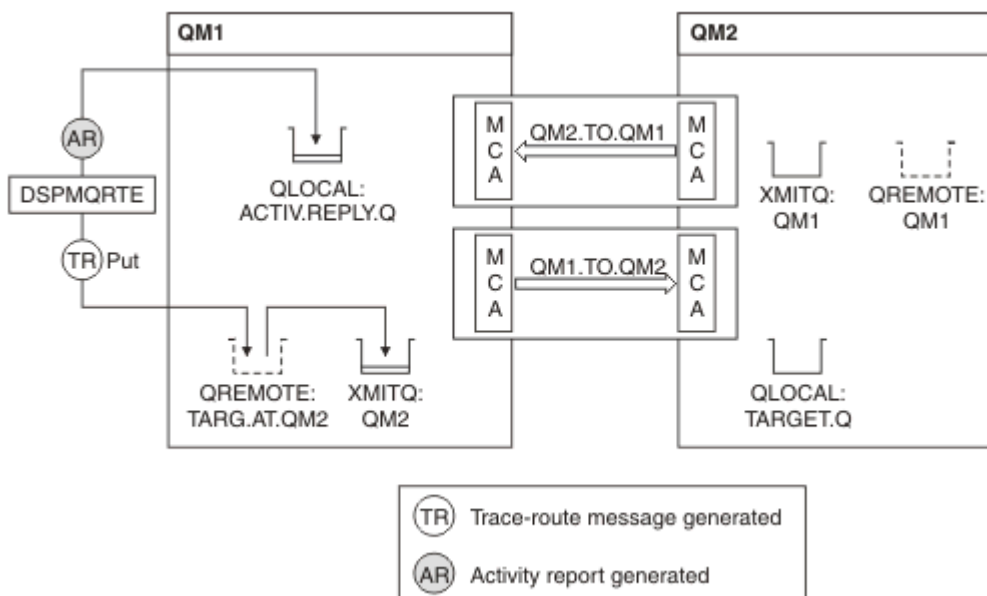 QM1
QM2
AR
DSPMQRTE
TR Put
QLOCAL:
ACTIV.REPLY.Q
QREMOTE:
TARG.AT.QM2
XMITQ:
QM2
M
C
A
QM2.TO.QM1
M
C
A
M
C
A
QM1.TO.QM2
M
C
A
XMITQ:
QM1
QREMOTE:
QM1
QLOCAL:
TARGET.Q
TR Trace-route message generated
AR Activity report generated